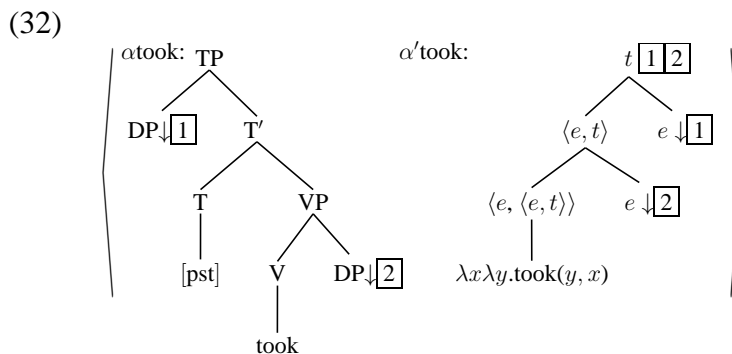 (32)
αtook: TP α′took: t 1 2
DP↓ 1 T′ ⟨e, t⟩ e ↓ 1
T VP ⟨e, ⟨e, t⟩⟩ e ↓ 2
[pst] V DP↓ 2 λxλy.took(y, x)
took